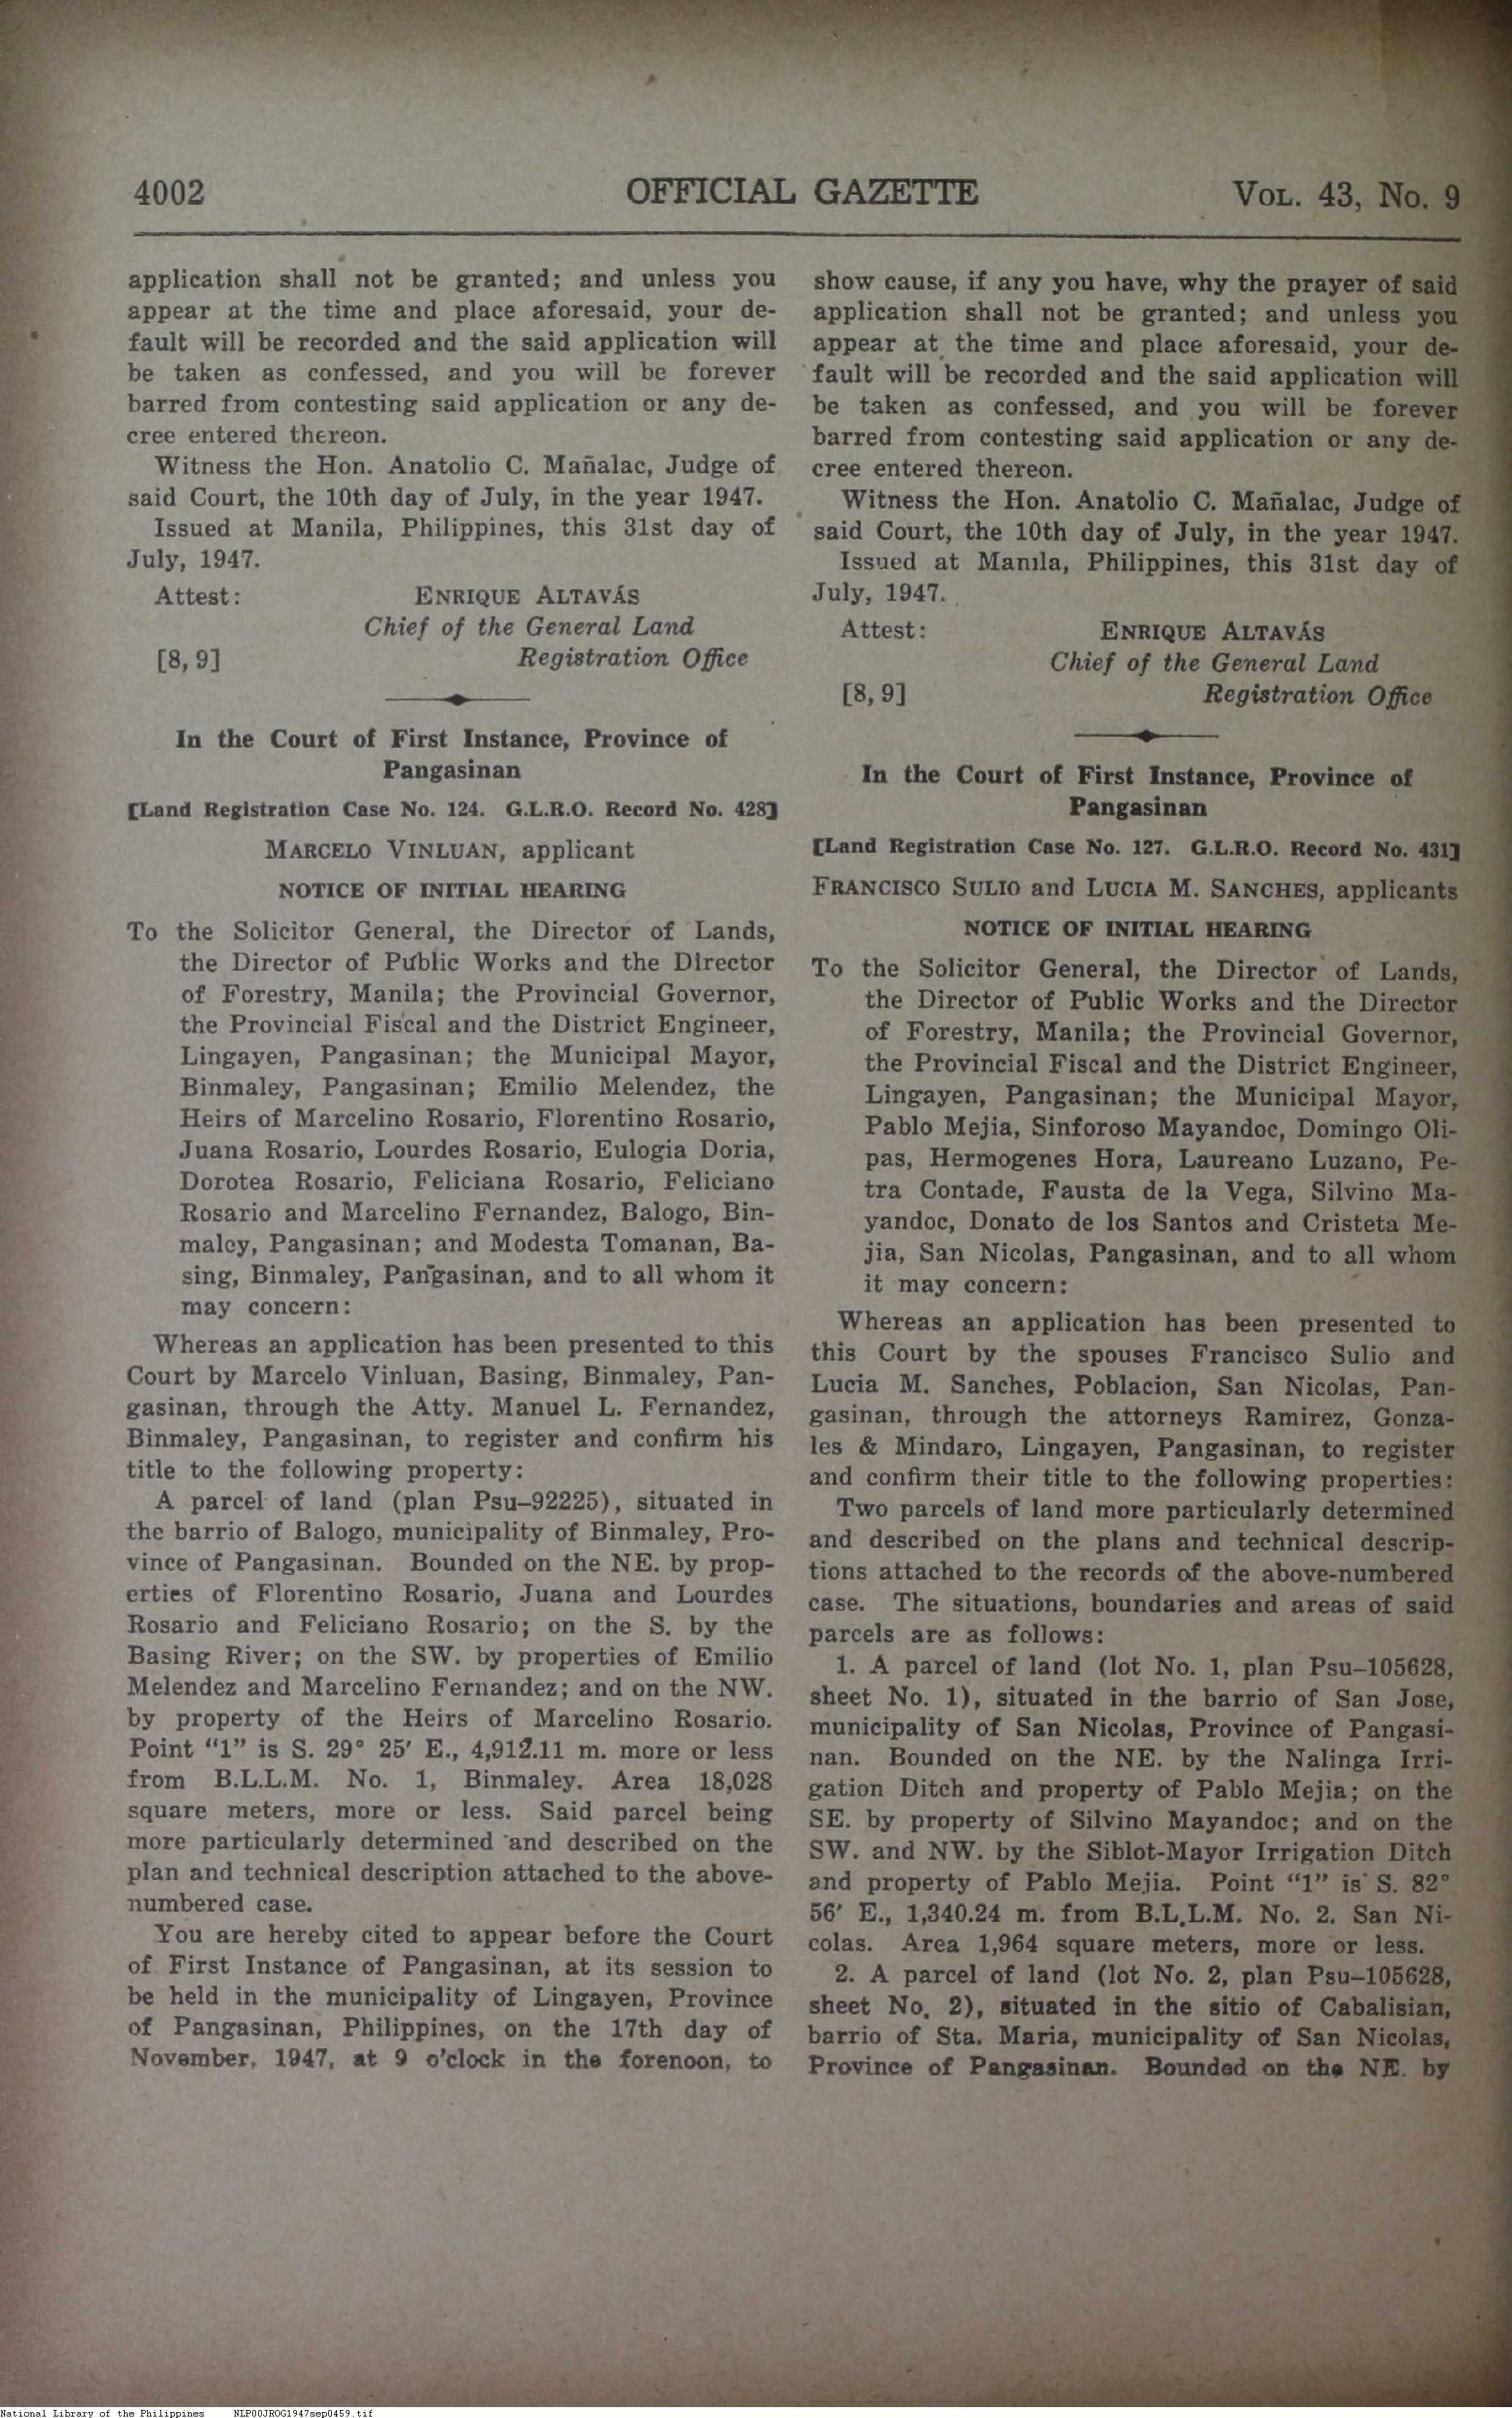 4002 OFFICIAL GAZETTE VOL. 43, No. 9
application shall not be granted; and unless you
appear at the time and place aforesaid, your de-
fault will be recorded and the said application will
be taken as confessed, and you will be forever
barred from contesting said application or any de-
cree entered thereon.
Witness the Hon. Anatolio C. Mañalac, Judge of
said Court, the 10th day of July, in the year 1947.
Issued at Manila, Philippines, this 31st day of
July, 1947.
Attest: ENRIQUE ALTAVÁS
Chief of the General Land
[8, 9] Registration Office
In the Court of First Instance, Province of
Pangasinan
[Land Registration Case No. 124. G.L.R.O. Record No. 428]
MARCELO VINLUAN, applicant
NOTICE OF INITIAL HEARING
To the Solicitor General, the Director of Lands,
the Director of Public Works and the Director
of Forestry, Manila; the Provincial Governor,
the Provincial Fiscal and the District Engineer,
Lingayen, Pangasinan; the Municipal Mayor,
Binmaley, Pangasinan; Emilio Melendez, the
Heirs of Marcelino Rosario, Florentino Rosario,
Juana Rosario, Lourdes Rosario, Eulogia Doria,
Dorotea Rosario, Feliciana Rosario, Feliciano
Rosario and Marcelino Fernandez, Balogo, Bin-
maley, Pangasinan; and Modesta Tomanan, Ba-
sing, Binmaley, Pangasinan, and to all whom it
may concern:
Whereas an application has been presented to this
Court by Marcelo Vinluan, Basing, Binmaley, Pan-
gasinan, through the Atty. Manuel L. Fernandez,
Binmaley, Pangasinan, to register and confirm his
title to the following property:
A parcel of land (plan Psu–92225), situated in
the barrio of Balogo, municipality of Binmaley, Pro-
vince of Pangasinan. Bounded on the NE. by prop-
erties of Florentino Rosario, Juana and Lourdes
Rosario and Feliciano Rosario; on the S. by the
Basing River; on the SW. by properties of Emilio
Melendez and Marcelino Fernandez; and on the NW.
by property of the Heirs of Marcelino Rosario.
Point “1” is S. 29° 25′ E., 4,912.11 m. more or less
from B.L.L.M. No. 1, Binmaley. Area 18,028
square meters, more or less. Said parcel being
more particularly determined and described on the
plan and technical description attached to the above-
numbered case.
You are hereby cited to appear before the Court
of First Instance of Pangasinan, at its session to
be held in the municipality of Lingayen, Province
of Pangasinan, Philippines, on the 17th day of
November, 1947, at 9 o’clock in the forenoon, to
show cause, if any you have, why the prayer of said
application shall not be granted; and unless you
appear at the time and place aforesaid, your de-
fault will be recorded and the said application will
be taken as confessed, and you will be forever
barred from contesting said application or any de-
cree entered thereon.
Witness the Hon. Anatolio C. Mañalac, Judge of
said Court, the 10th day of July, in the year 1947.
Issued at Manila, Philippines, this 31st day of
July, 1947.
Attest: ENRIQUE ALTAVÁS
Chief of the General Land
[8, 9] Registration Office
In the Court of First Instance, Province of
Pangasinan
[Land Registration Case No. 127. G.L.R.O. Record No. 431]
FRANCISCO SULIO and LUCIA M. SANCHES, applicants
NOTICE OF INITIAL HEARING
To the Solicitor General, the Director of Lands,
the Director of Public Works and the Director
of Forestry, Manila; the Provincial Governor,
the Provincial Fiscal and the District Engineer,
Lingayen, Pangasinan; the Municipal Mayor,
Pablo Mejia, Sinforoso Mayandoc, Domingo Oli-
pas, Hermogenes Hora, Laureano Luzano, Pe-
tra Contade, Fausta de la Vega, Silvino Ma-
yandoc, Donato de los Santos and Cristeta Me-
jia, San Nicolas, Pangasinan, and to all whom
it may concern:
Whereas an application has been presented to
this Court by the spouses Francisco Sulio and
Lucia M. Sanches, Poblacion, San Nicolas, Pan-
gasinan, through the attorneys Ramirez, Gonza-
les & Mindaro, Lingayen, Pangasinan, to register
and confirm their title to the following properties:
Two parcels of land more particularly determined
and described on the plans and technical descrip-
tions attached to the records of the above-numbered
case. The situations, boundaries and areas of said
parcels are as follows:
1. A parcel of land (lot No. 1, plan Psu–105628,
sheet No. 1), situated in the barrio of San Jose,
municipality of San Nicolas, Province of Pangasi-
nan. Bounded on the NE. by the Nalinga Irri-
gation Ditch and property of Pablo Mejia; on the
SE. by property of Silvino Mayandoc; and on the
SW. and NW. by the Siblot-Mayor Irrigation Ditch
and property of Pablo Mejia. Point “1” is S. 82°
56′ E., 1,340.24 m. from B.L.L.M. No. 2. San Ni-
colas. Area 1,964 square meters, more or less.
2. A parcel of land (lot No. 2, plan Psu–105628,
sheet No. 2), situated in the sitio of Cabalisian,
barrio of Sta. Maria, municipality of San Nicolas,
Province of Pangasinan. Bounded on the NE. by
National Library of the Philippines NLP00JROG1947sep0459.tif